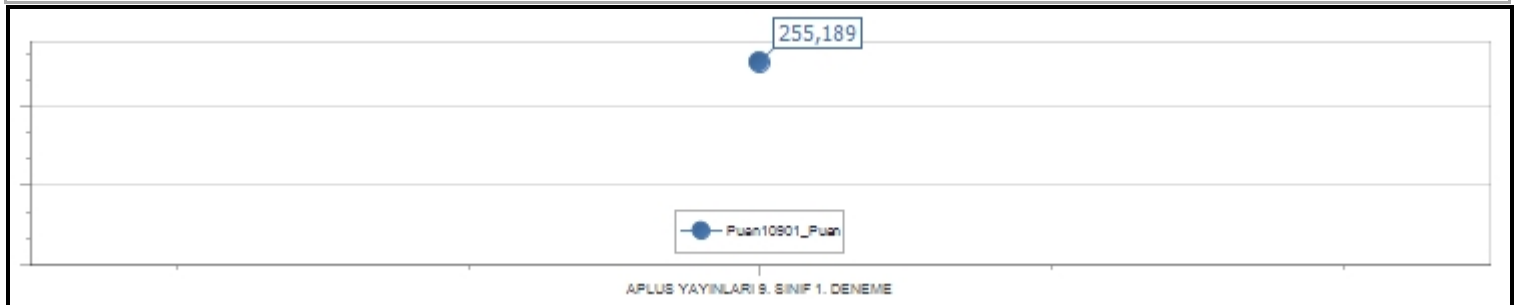 255,189
Puan10901_Puan
APLUS YAYINLARI 9. SINIF 1. DENEME